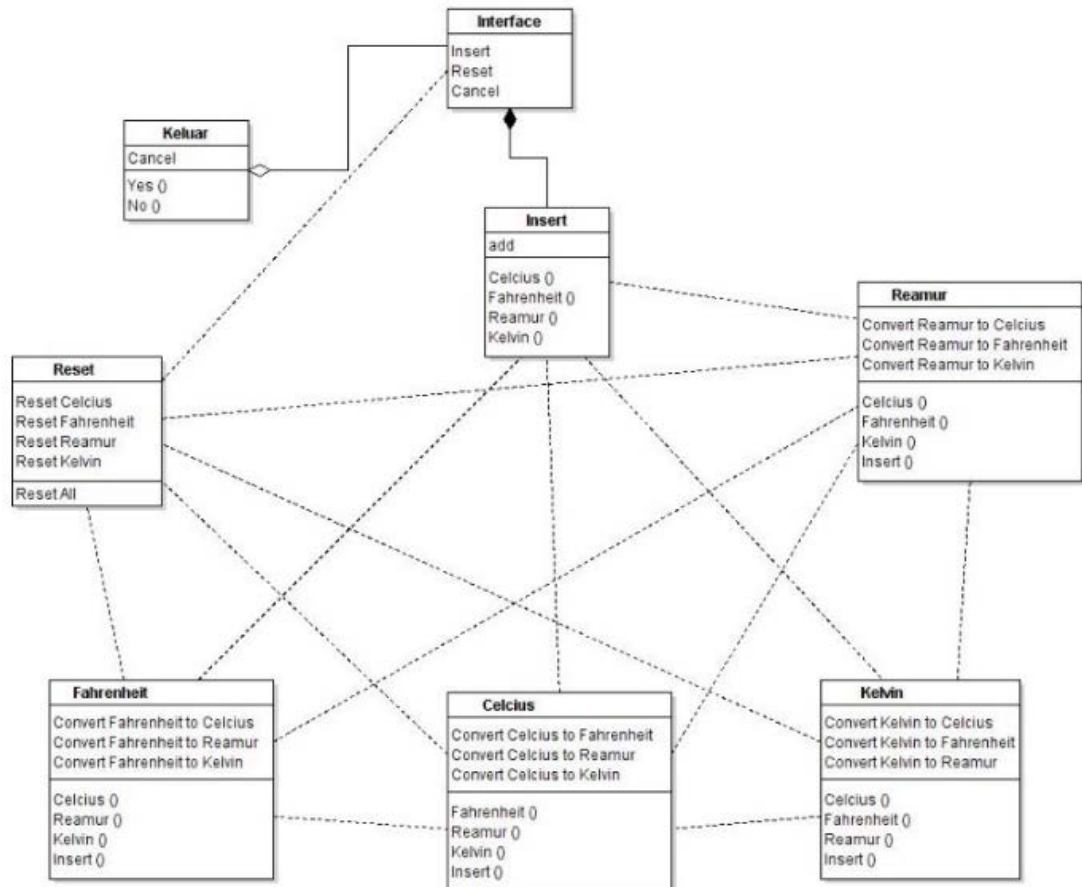 Interface
Insert
Reset
Cancel
Keluar
Cancel
Yes ()
No ()
Insert
add
Celcius ()
Fahrenheit ()
Reamur ()
Kelvin ()
Reamur
Convert Reamur to Celcius
Convert Reamur to Fahrenheit
Convert Reamur to Kelvin
Celcius ()
Fahrenheit ()
Kelvin ()
Insert ()
Reset
Reset Celcius
Reset Fahrenheit
Reset Reamur
Reset Kelvin
Reset All
Fahrenheit
Convert Fahrenheit to Celcius
Convert Fahrenheit to Reamur
Convert Fahrenheit to Kelvin
Celcius ()
Reamur ()
Kelvin ()
Insert ()
Celcius
Convert Celcius to Fahrenheit
Convert Celcius to Reamur
Convert Celcius to Kelvin
Fahrenheit ()
Reamur ()
Kelvin ()
Insert ()
Kelvin
Convert Kelvin to Celcius
Convert Kelvin to Fahrenheit
Convert Kelvin to Reamur
Celcius ()
Fahrenheit ()
Reamur ()
Insert ()